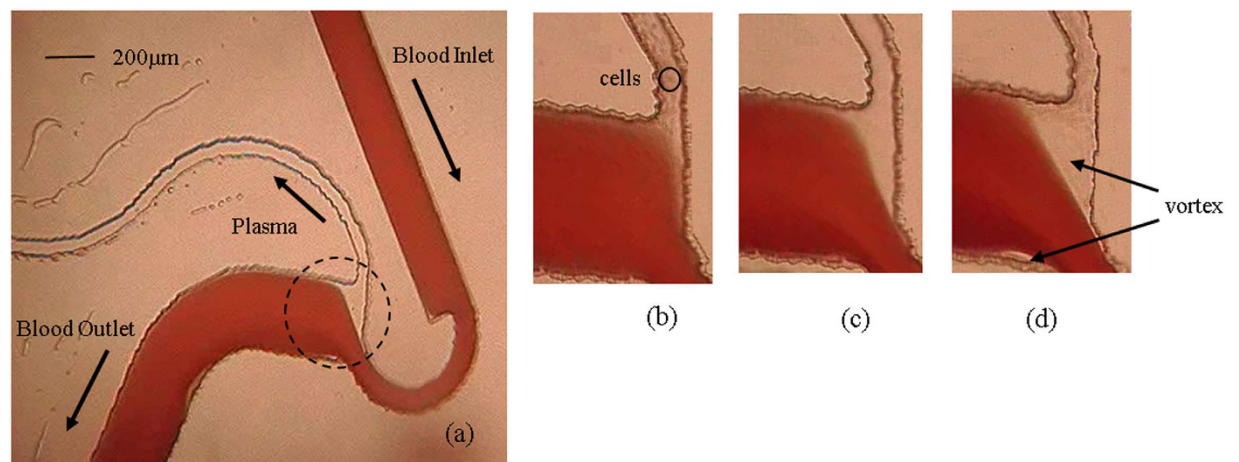 200μm
Blood Inlet
Plasma
Blood Outlet
(a)
cells
(b)
(c)
vortex
(d)